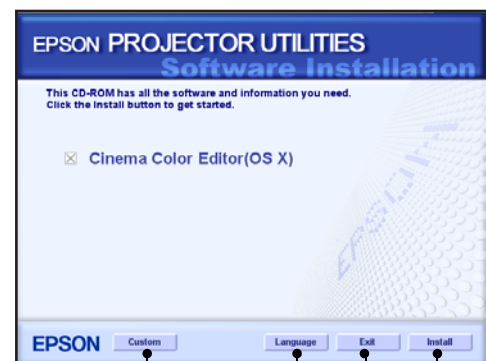 EPSON PROJECTOR UTILITIES
Software Installation
This CD-ROM has all the software and information you need.
Click the Install button to get started.
Cinema Color Editor(OS X)
EPSON
EPSON
Custom
Language
Exit
Install